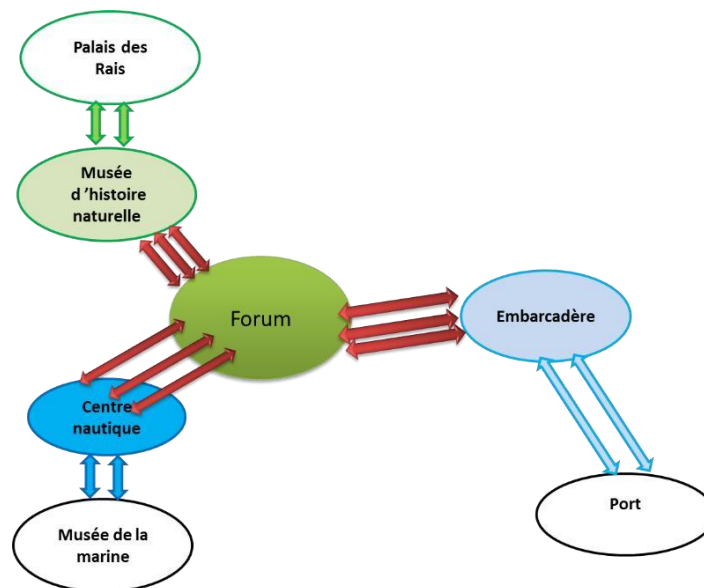 Palais des
Rais
Musée
d ’histoire
naturelle
Forum
Embarcadère
Centre
nautique
Port
Musée de la
marine